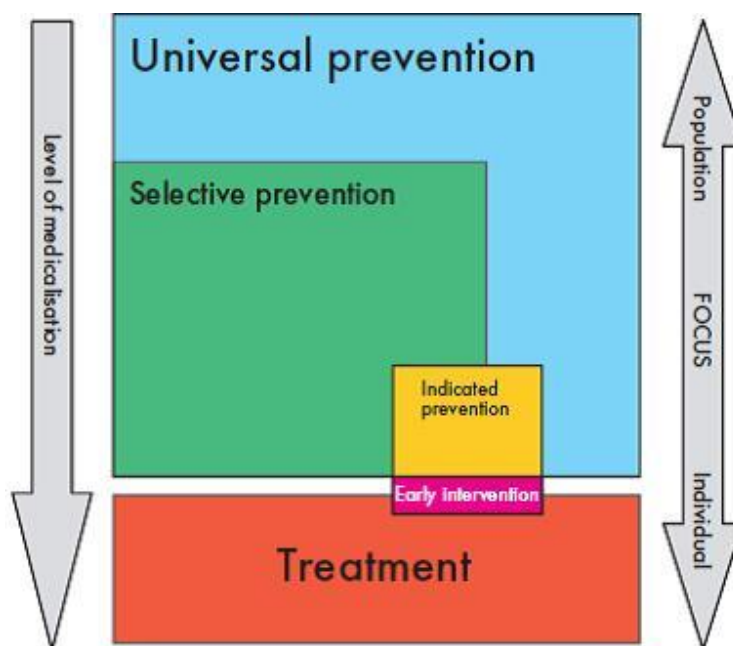 Universal prevention
Selective prevention
Indicated
prevention
Early intervention
Treatment
Level of medicalisation
Population
FOCUS
Individual